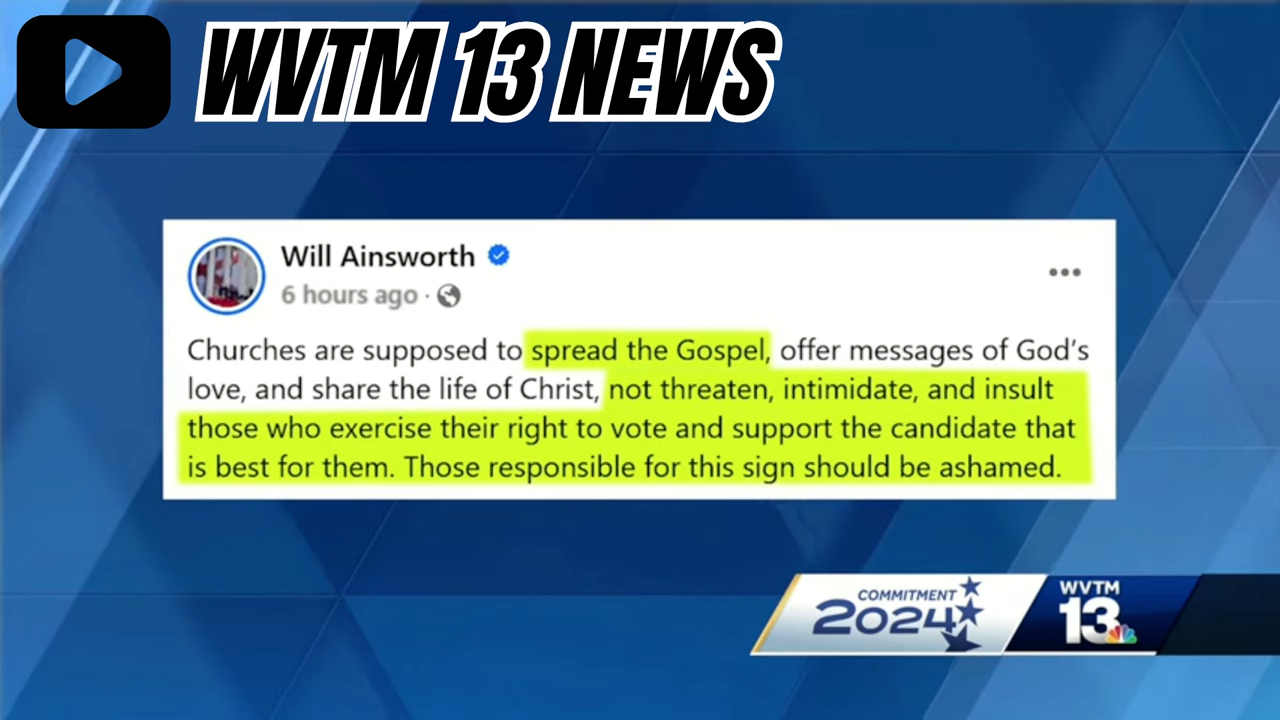 WVTM 13 NEWS
Will Ainsworth
6 hours ago ·
Churches are supposed to spread the Gospel, offer messages of God's
love, and share the life of Christ, not threaten, intimidate, and insult
those who exercise their right to vote and support the candidate that
is best for them. Those responsible for this sign should be ashamed.
COMMITMENT
2024
WVTM
13